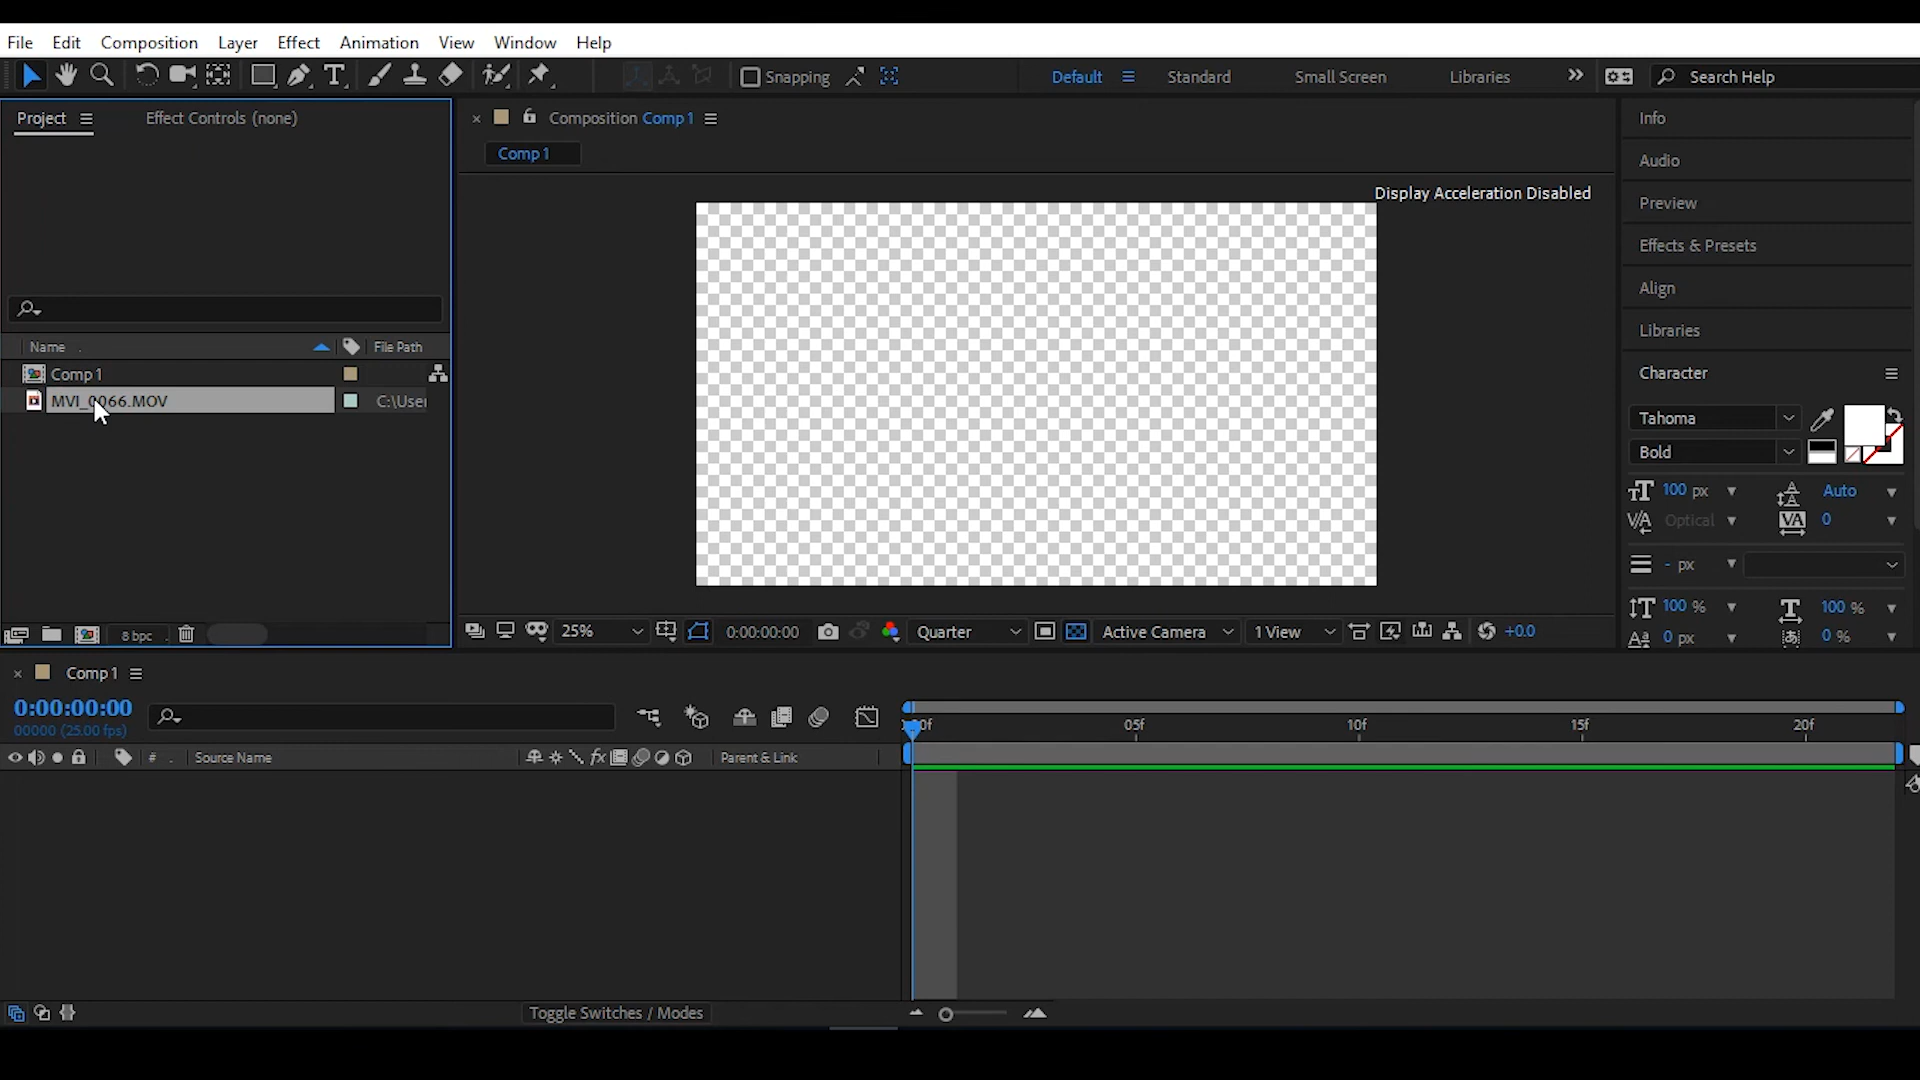 File Edit Composition Layer Effect Animation View Window Help
Snapping Default Standard Small Screen Libraries Search Help
Project Effect Controls (none) Composition Comp 1 Info
Comp 1 Audio
Display Acceleration Disabled
Preview
Effects & Presets
Align
Libraries
Name File Path
Comp 1 Character
MVI_0066.MOV C:\User
Tahoma
Bold
100 px Auto
Optical 0
- px
100 % 100 %
0 px 0 %
8 bpc 25% 0:00:00:00 Quarter Active Camera 1 View +0.0
Comp 1
0:00:00:00
00000 (25.00 fps)
05f 10f 15f 20f
# Source Name fx Parent & Link
Toggle Switches / Modes